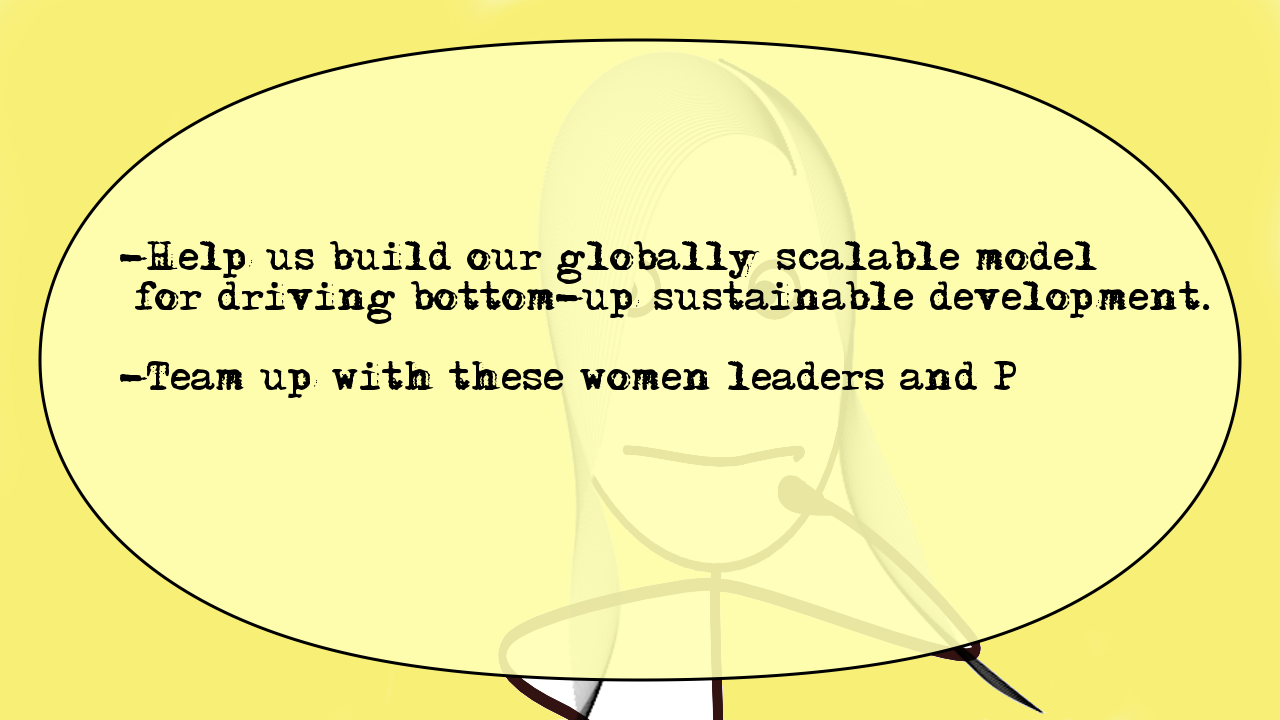 -Help us build our globally scalable model
for driving bottom-up sustainable development.
-Team up with these women leaders and P